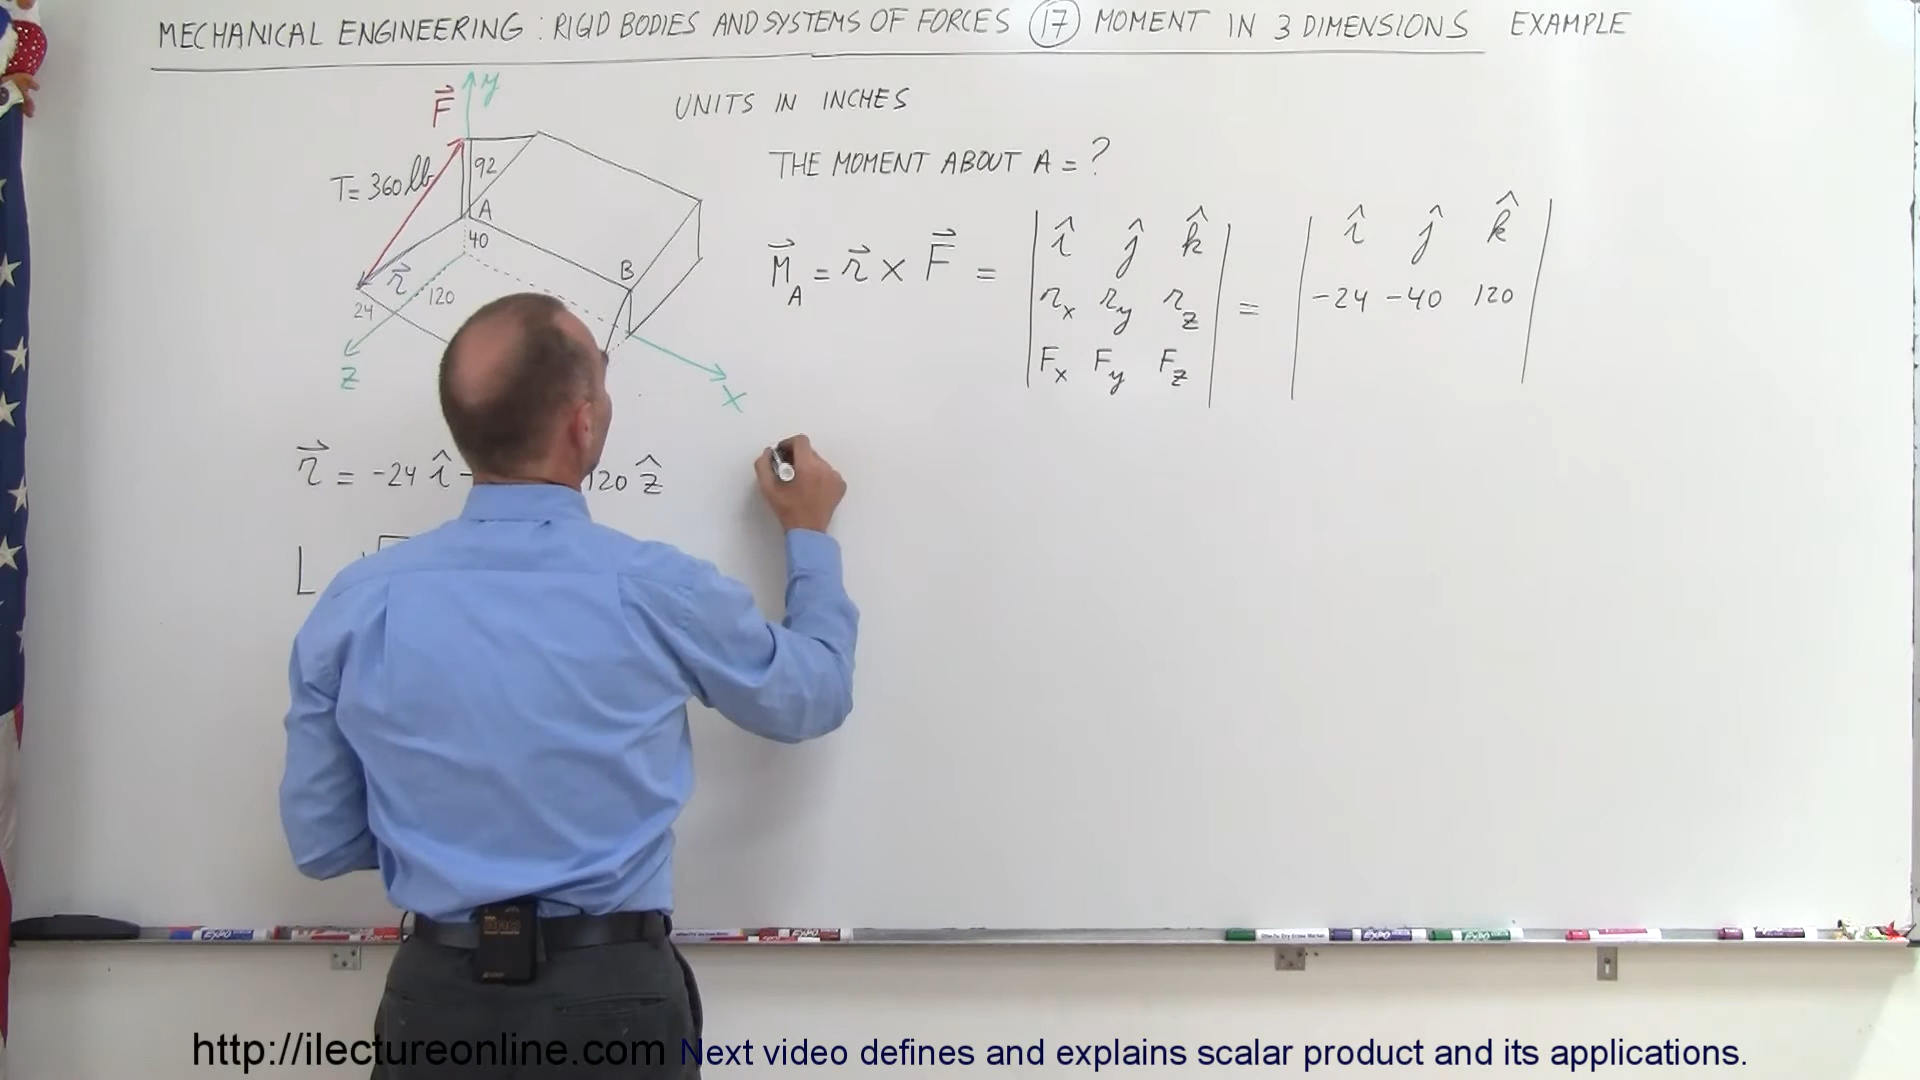 MECHANICAL ENGINEERING: RIGID BODIES AND SYSTEMS OF FORCES 17 MOMENT IN 3 DIMENSIONS EXAMPLE
F y
UNITS IN INCHES
T=360 lb 92
THE MOMENT ABOUT A = ?
A
40
B
r
120
24
z
x
M_A = r × F = | î ĵ k̂ | = | î ĵ k̂ |
r_x r_y r_z -24 -40 120
F_x F_y F_z
r = -24 î - 120 ẑ
L
EXPO
http://ilectureonline.com Next video defines and explains scalar product and its applications.